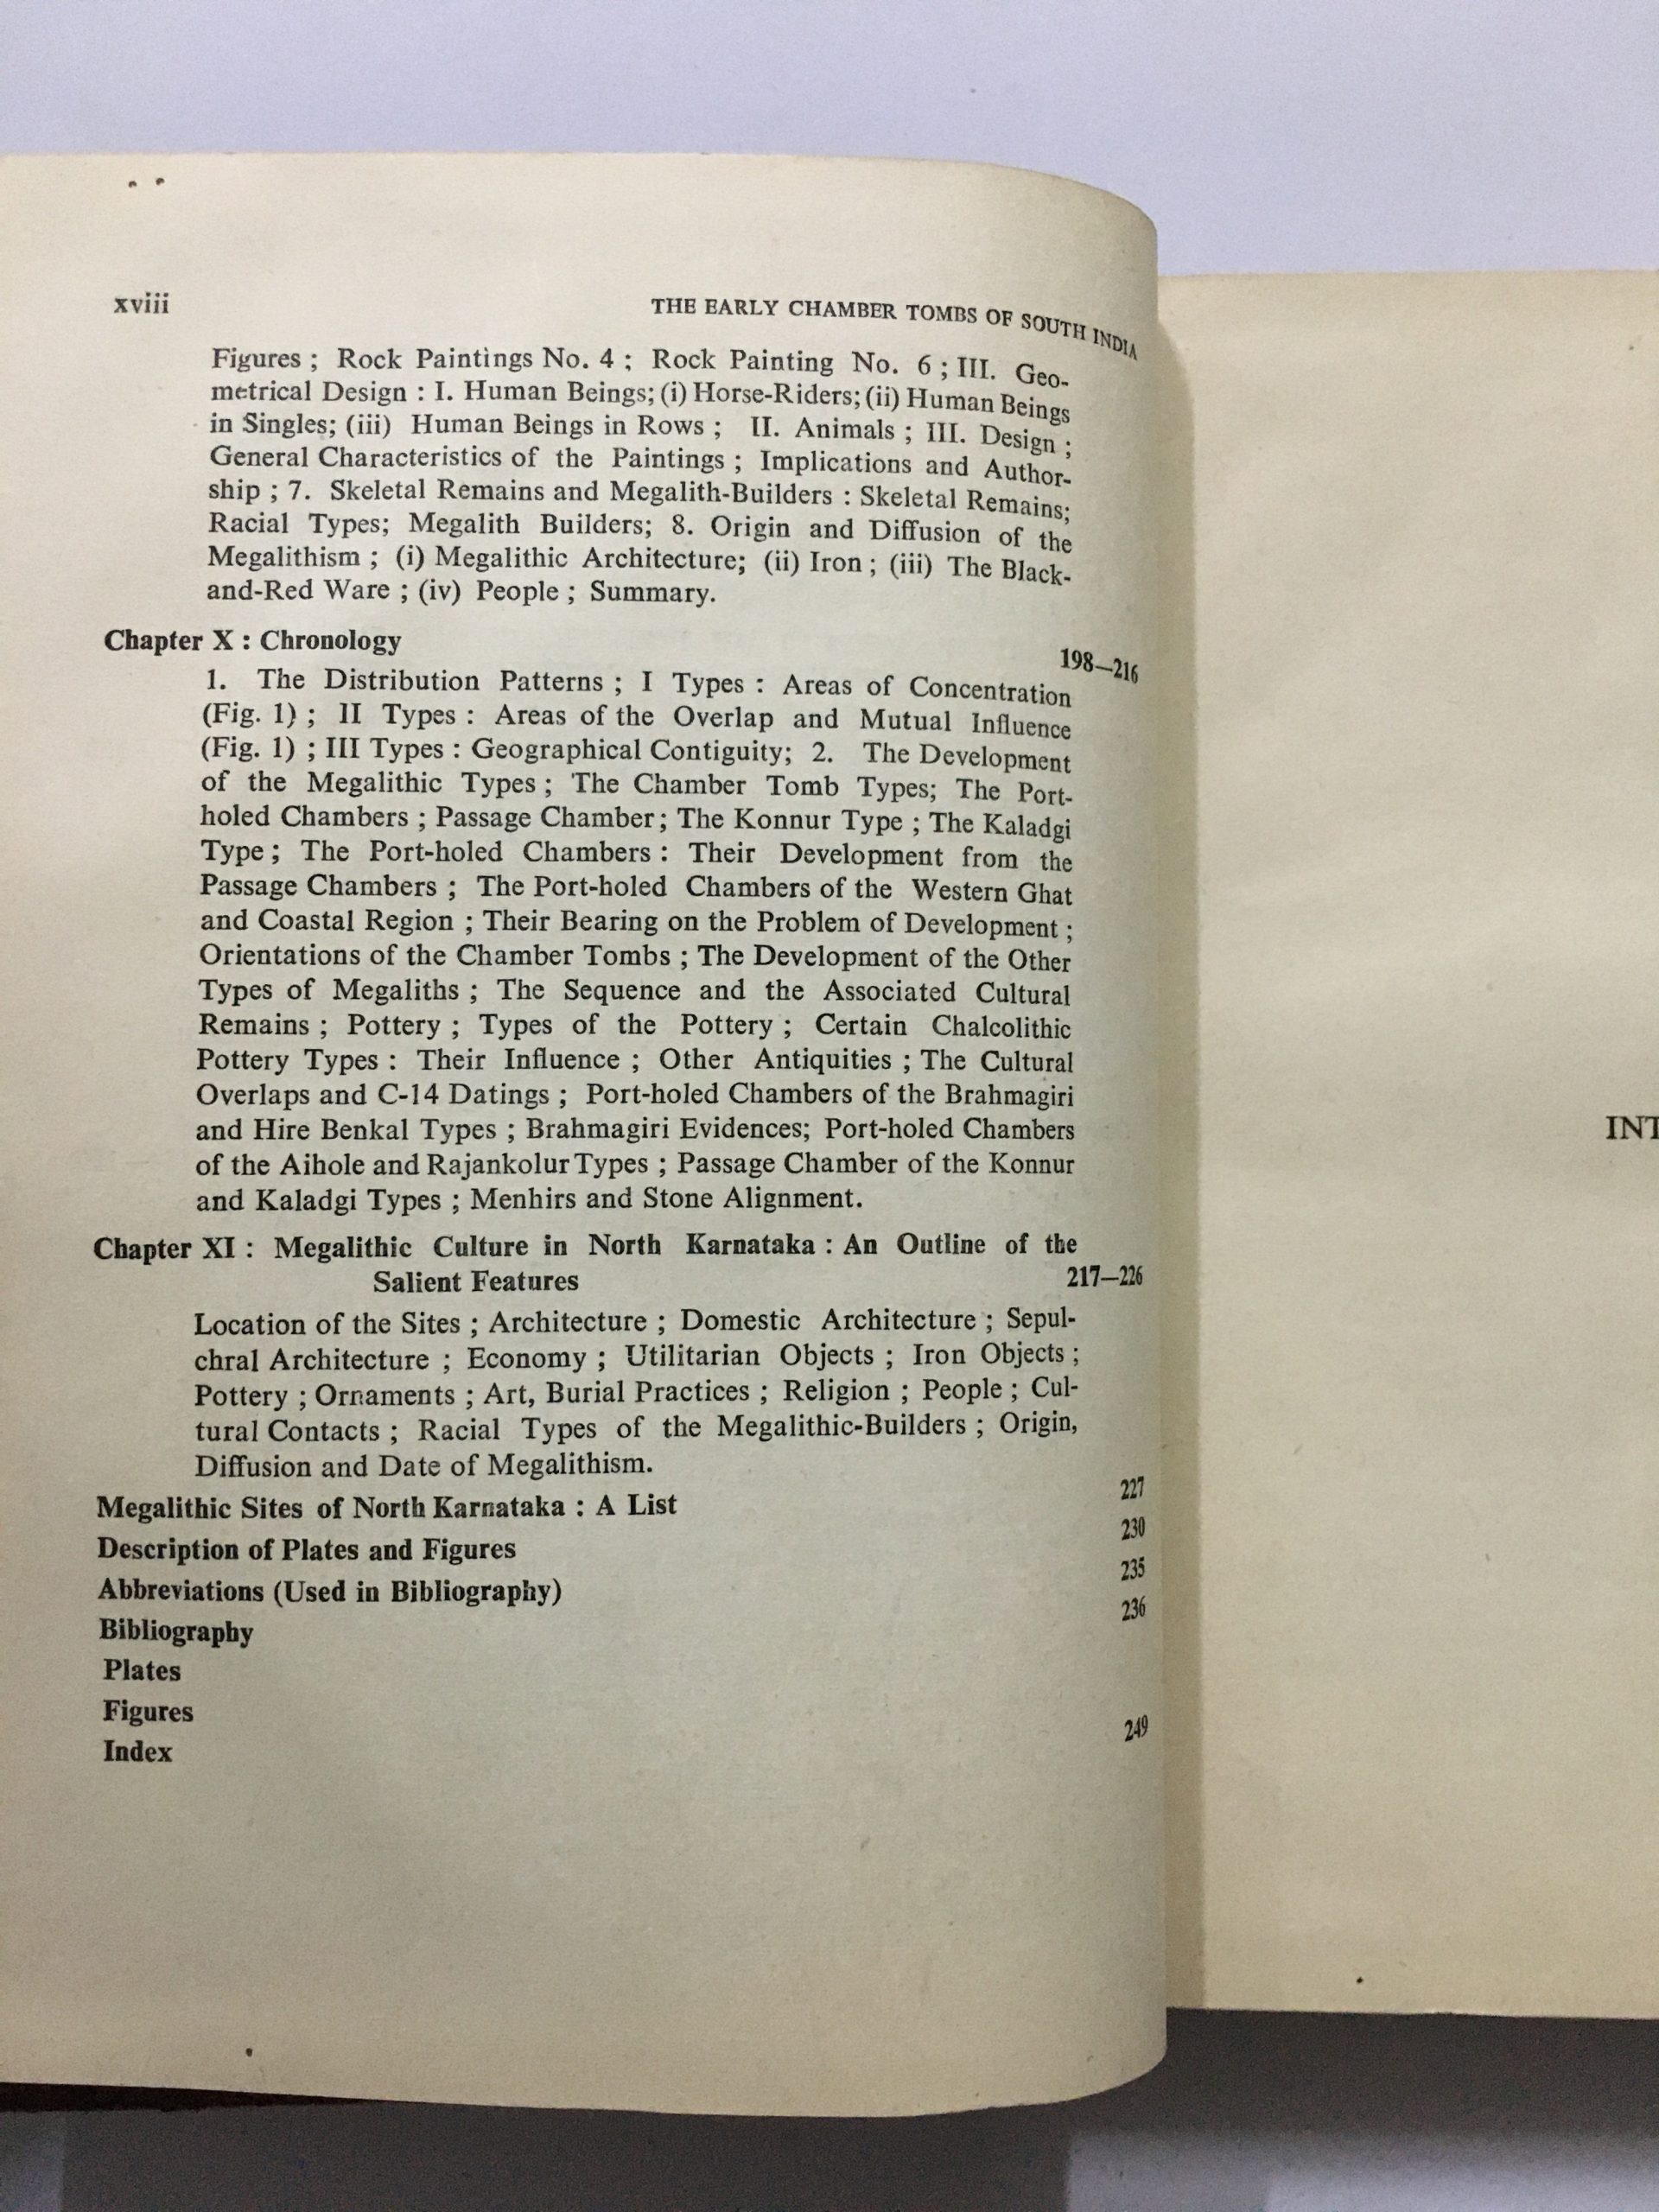 xviii THE EARLY CHAMBER TOMBS OF SOUTH INDIA
Figures ; Rock Paintings No. 4 ; Rock Painting No. 6 ; III. Geo-
metrical Design : I. Human Beings; (i) Horse-Riders; (ii) Human Beings
in Singles; (iii) Human Beings in Rows ; II. Animals ; III. Design ;
General Characteristics of the Paintings ; Implications and Author-
ship ; 7. Skeletal Remains and Megalith-Builders : Skeletal Remains;
Racial Types; Megalith Builders; 8. Origin and Diffusion of the
Megalithism ; (i) Megalithic Architecture; (ii) Iron ; (iii) The Black-
and-Red Ware ; (iv) People ; Summary.
Chapter X : Chronology 198—216
1. The Distribution Patterns ; I Types : Areas of Concentration
(Fig. 1) ; II Types : Areas of the Overlap and Mutual Influence
(Fig. 1) ; III Types : Geographical Contiguity; 2. The Development
of the Megalithic Types ; The Chamber Tomb Types; The Port-
holed Chambers ; Passage Chamber ; The Konnur Type ; The Kaladgi
Type ; The Port-holed Chambers : Their Development from the
Passage Chambers ; The Port-holed Chambers of the Western Ghat
and Coastal Region ; Their Bearing on the Problem of Development ;
Orientations of the Chamber Tombs ; The Development of the Other
Types of Megaliths ; The Sequence and the Associated Cultural
Remains ; Pottery ; Types of the Pottery ; Certain Chalcolithic
Pottery Types : Their Influence ; Other Antiquities ; The Cultural
Overlaps and C-14 Datings ; Port-holed Chambers of the Brahmagiri
and Hire Benkal Types ; Brahmagiri Evidences; Port-holed Chambers
of the Aihole and Rajankolur Types ; Passage Chamber of the Konnur
and Kaladgi Types ; Menhirs and Stone Alignment.
Chapter XI : Megalithic Culture in North Karnataka : An Outline of the
Salient Features 217—226
Location of the Sites ; Architecture ; Domestic Architecture ; Sepul-
chral Architecture ; Economy ; Utilitarian Objects ; Iron Objects ;
Pottery ; Ornaments ; Art, Burial Practices ; Religion ; People ; Cul-
tural Contacts ; Racial Types of the Megalithic-Builders ; Origin,
Diffusion and Date of Megalithism.
Megalithic Sites of North Karnataka : A List 227
Description of Plates and Figures 230
Abbreviations (Used in Bibliography) 235
Bibliography 236
Plates
Figures
Index 249
INT